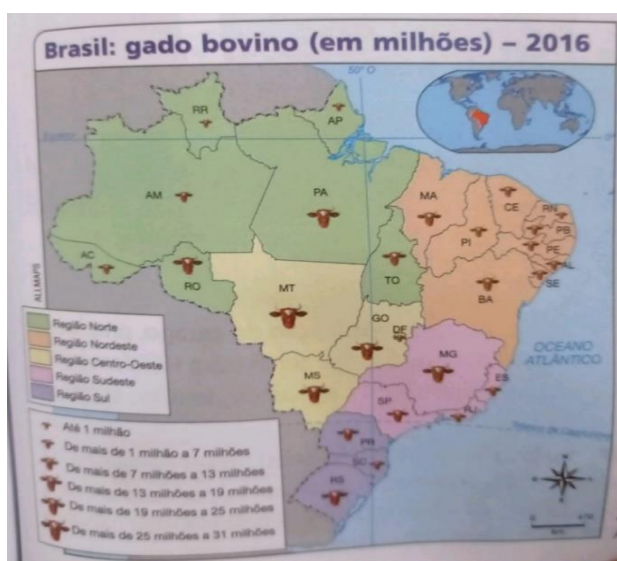 Brasil: gado bovino (em milhões) – 2016
50° O
RR
AP
AM
PA
MA
CE
RN
PB
PI
PE
AL
SE
AC
RO
TO
BA
MT
GO
DF
MG
MS
ES
SP
RJ
PR
SC
RS
OCEANO
ATLÂNTICO
ALLMAPS
Região Norte
Região Nordeste
Região Centro-Oeste
Região Sudeste
Região Sul
Até 1 milhão
De mais de 1 milhão a 7 milhões
De mais de 7 milhões a 13 milhões
De mais de 13 milhões a 19 milhões
De mais de 19 milhões a 25 milhões
De mais de 25 milhões a 31 milhões